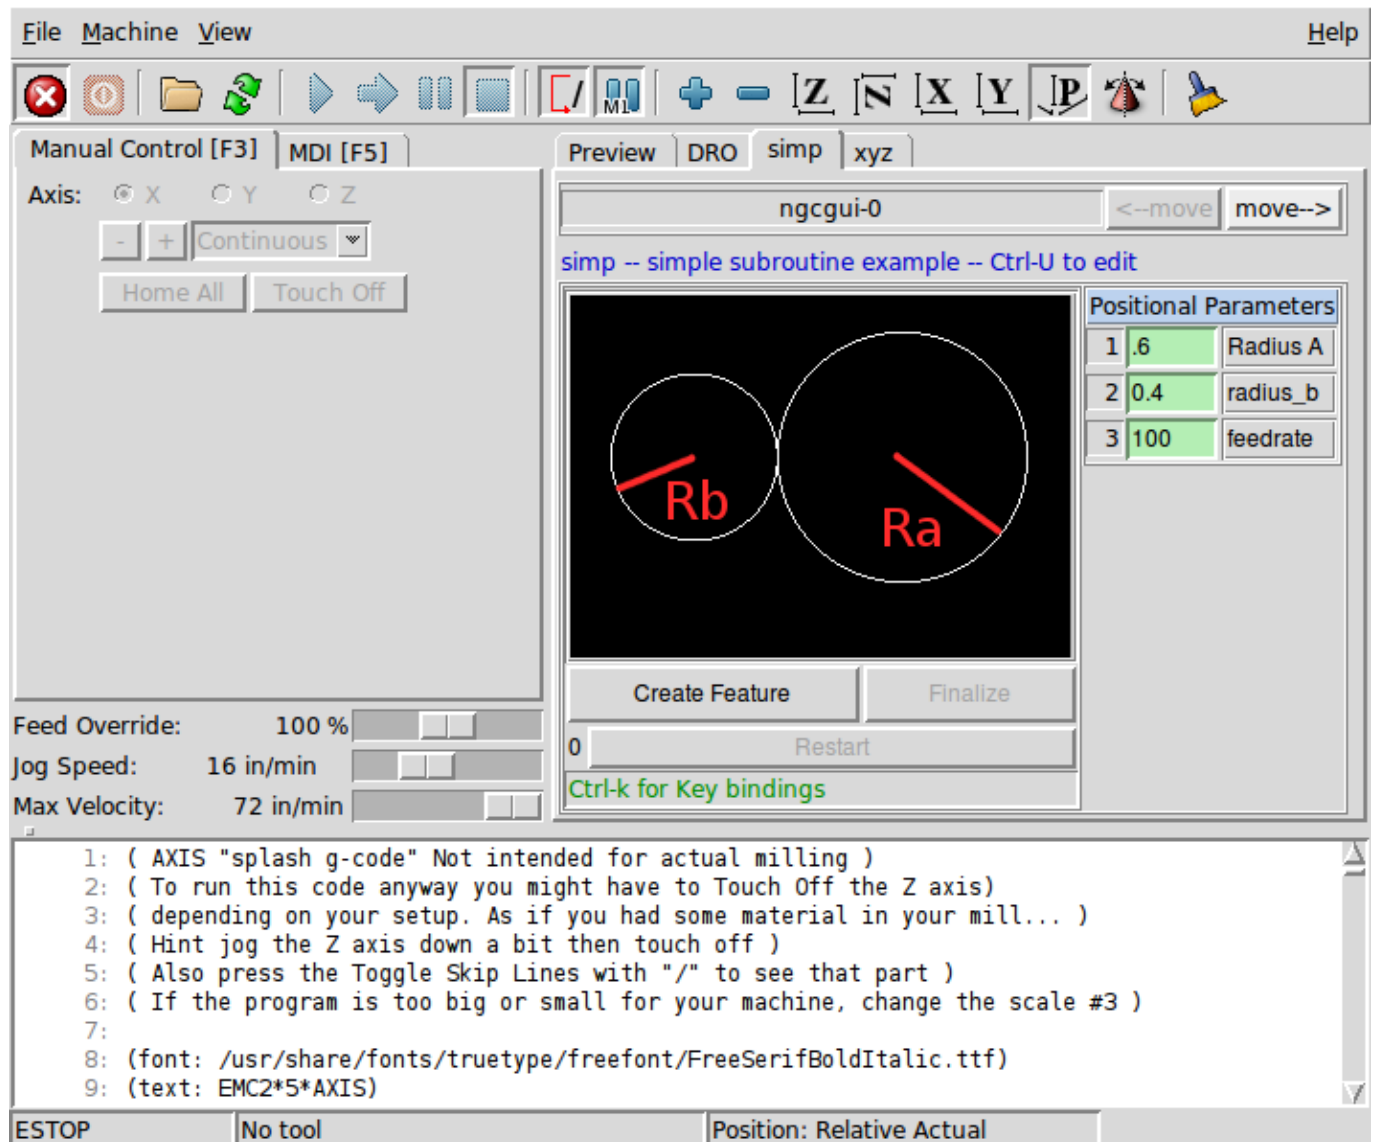 File Machine View Help
M1 Z N X Y P
Manual Control [F3] MDI [F5]
Preview DRO simp xyz
Axis: X Y Z
- + Continuous
Home All Touch Off
ngcgui-0 <--move move-->
simp -- simple subroutine example -- Ctrl-U to edit
Rb
Ra
Positional Parameters
1 .6 Radius A
2 0.4 radius_b
3 100 feedrate
Create Feature Finalize
0 Restart
Ctrl-k for Key bindings
Feed Override: 100 %
Jog Speed: 16 in/min
Max Velocity: 72 in/min
1: ( AXIS "splash g-code" Not intended for actual milling )
2: ( To run this code anyway you might have to Touch Off the Z axis)
3: ( depending on your setup. As if you had some material in your mill... )
4: ( Hint jog the Z axis down a bit then touch off )
5: ( Also press the Toggle Skip Lines with "/" to see that part )
6: ( If the program is too big or small for your machine, change the scale #3 )
7:
8: (font: /usr/share/fonts/truetype/freefont/FreeSerifBoldItalic.ttf)
9: (text: EMC2*5*AXIS)
ESTOP No tool Position: Relative Actual